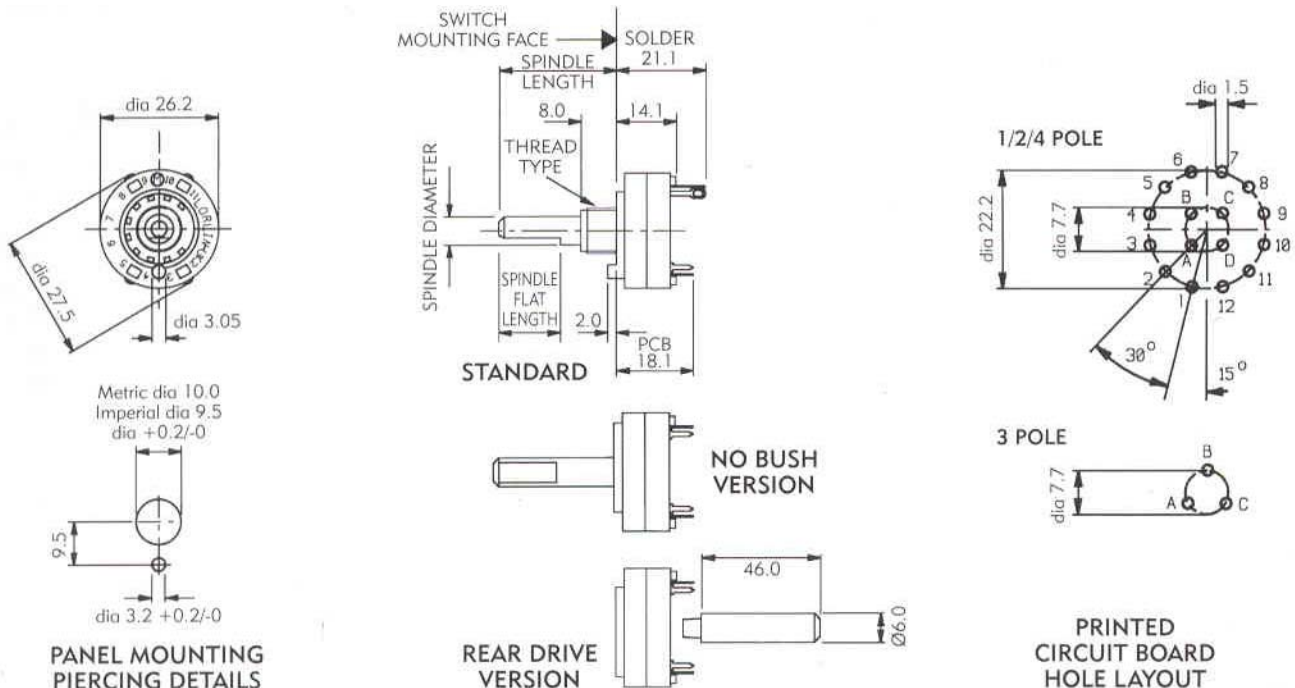 SWITCH
MOUNTING FACE
SOLDER
21.1
SPINDLE
LENGTH
8.0
14.1
THREAD
TYPE
SPINDLE DIAMETER
SPINDLE
FLAT
LENGTH
2.0
PCB
18.1
STANDARD
dia 26.2
dia 27.5
dia 3.05
Metric dia 10.0
Imperial dia 9.5
dia +0.2/-0
9.5
dia 3.2 +0.2/-0
PANEL MOUNTING
PIERCING DETAILS
NO BUSH
VERSION
46.0
Ø6.0
REAR DRIVE
VERSION
dia 1.5
1/2/4 POLE
6 7
5 8
B C
4 9
3 10
A D
2 11
1 12
dia 22.2
dia 7.7
30°
15°
3 POLE
B
dia 7.7
A C
PRINTED
CIRCUIT BOARD
HOLE LAYOUT